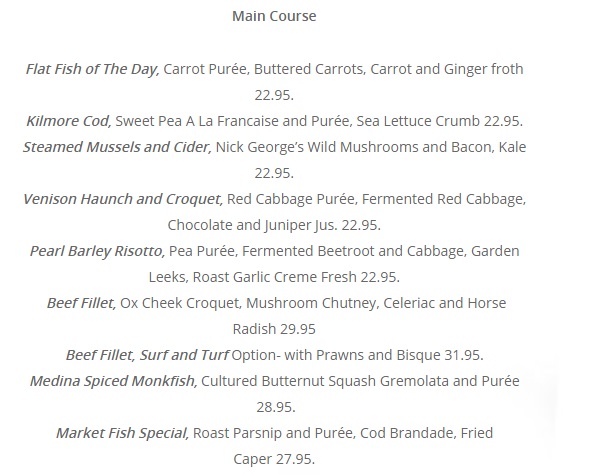 Main Course
Flat Fish of The Day, Carrot Purée, Buttered Carrots, Carrot and Ginger froth
22.95.
Kilmore Cod, Sweet Pea A La Francaise and Purée, Sea Lettuce Crumb 22.95.
Steamed Mussels and Cider, Nick George’s Wild Mushrooms and Bacon, Kale
22.95.
Venison Haunch and Croquet, Red Cabbage Purée, Fermented Red Cabbage,
Chocolate and Juniper Jus. 22.95.
Pearl Barley Risotto, Pea Purée, Fermented Beetroot and Cabbage, Garden
Leeks, Roast Garlic Creme Fresh 22.95.
Beef Fillet, Ox Cheek Croquet, Mushroom Chutney, Celeriac and Horse
Radish 29.95
Beef Fillet, Surf and Turf Option- with Prawns and Bisque 31.95.
Medina Spiced Monkfish, Cultured Butternut Squash Gremolata and Purée
28.95.
Market Fish Special, Roast Parsnip and Purée, Cod Brandade, Fried
Caper 27.95.